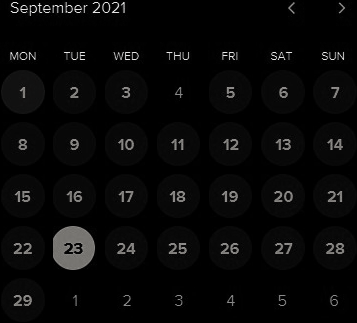 September 2021
MON TUE WED THU FRI SAT SUN
1 2 3 4 5 6 7
8 9 10 11 12 13 14
15 16 17 18 19 20 21
22 23 24 25 26 27 28
29 1 2 3 4 5 6